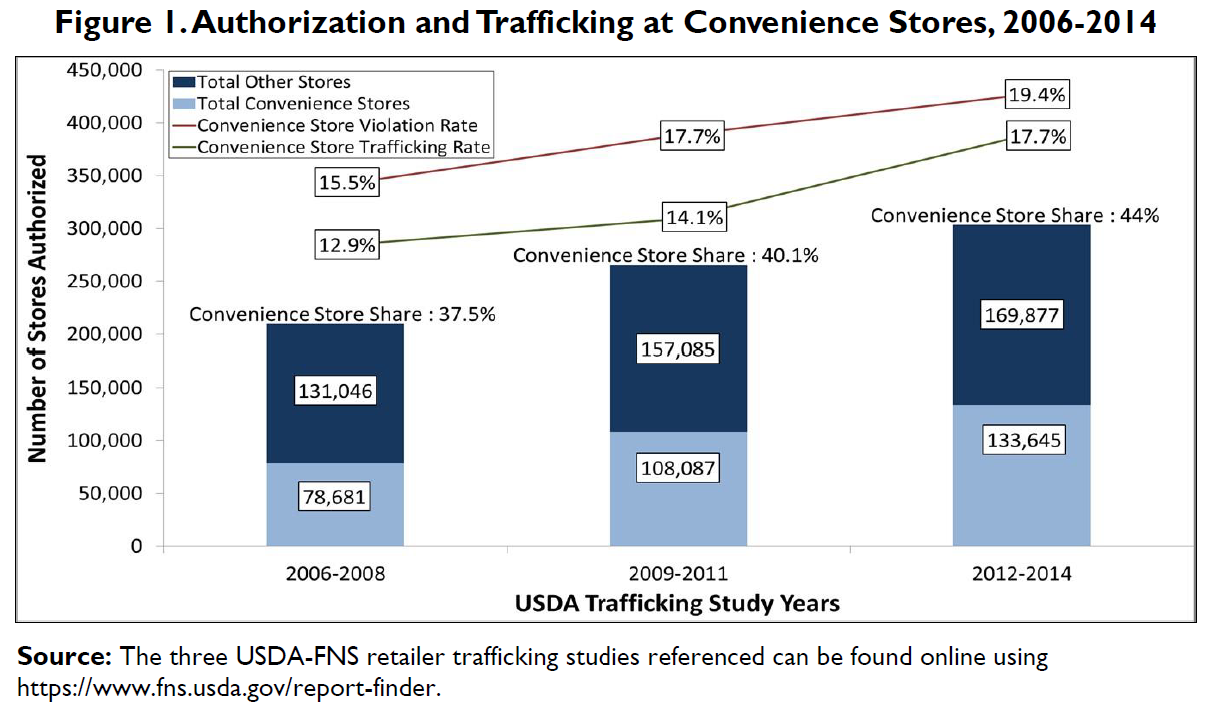 Figure 1. Authorization and Trafficking at Convenience Stores, 2006-2014
450,000
400,000
350,000
300,000
250,000
200,000
150,000
100,000
50,000
0
Number of Stores Authorized
Total Other Stores
Total Convenience Stores
Convenience Store Violation Rate
Convenience Store Trafficking Rate
15.5%
17.7%
19.4%
12.9%
14.1%
17.7%
Convenience Store Share : 37.5%
Convenience Store Share : 40.1%
Convenience Store Share : 44%
131,046
157,085
169,877
78,681
108,087
133,645
2006-2008
2009-2011
2012-2014
USDA Trafficking Study Years
Source: The three USDA-FNS retailer trafficking studies referenced can be found online using
https://www.fns.usda.gov/report-finder.